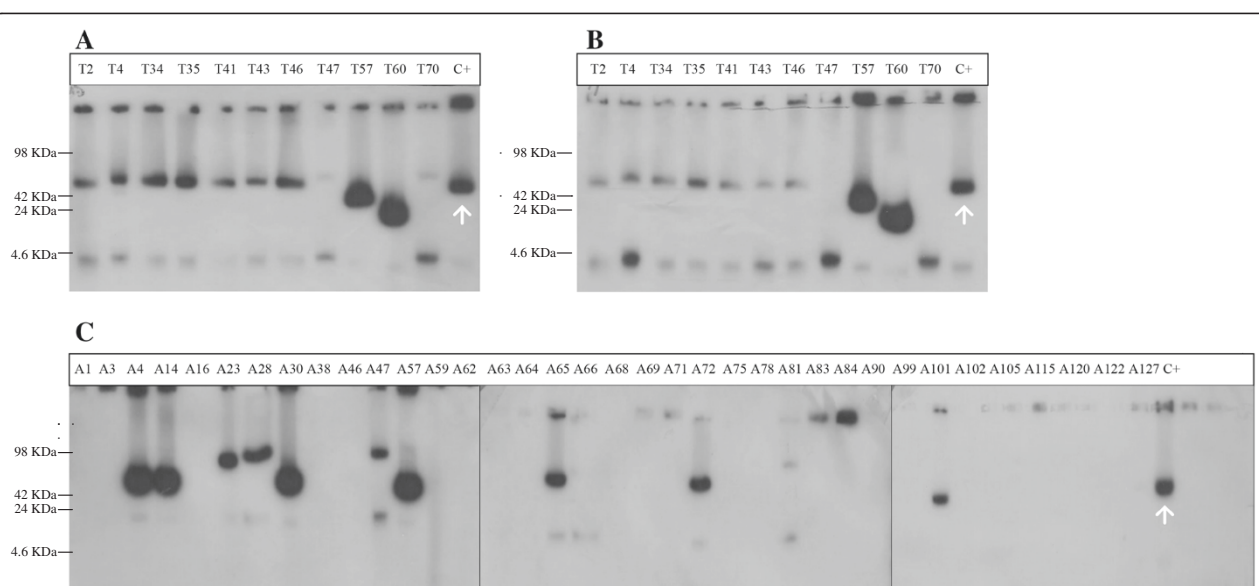 A
T2 T4 T34 T35 T41 T43 T46 T47 T57 T60 T70 C+
98 KDa
42 KDa
24 KDa
4.6 KDa
B
T2 T4 T34 T35 T41 T43 T46 T47 T57 T60 T70 C+
98 KDa
42 KDa
24 KDa
4.6 KDa
C
A1 A3 A4 A14 A16 A23 A28 A30 A38 A46 A47 A57 A59 A62 A63 A64 A65 A66 A68 A69 A71 A72 A75 A78 A81 A83 A84 A90 A99 A101 A102 A105 A115 A120 A122 A127 C+
98 KDa
42 KDa
24 KDa
4.6 KDa